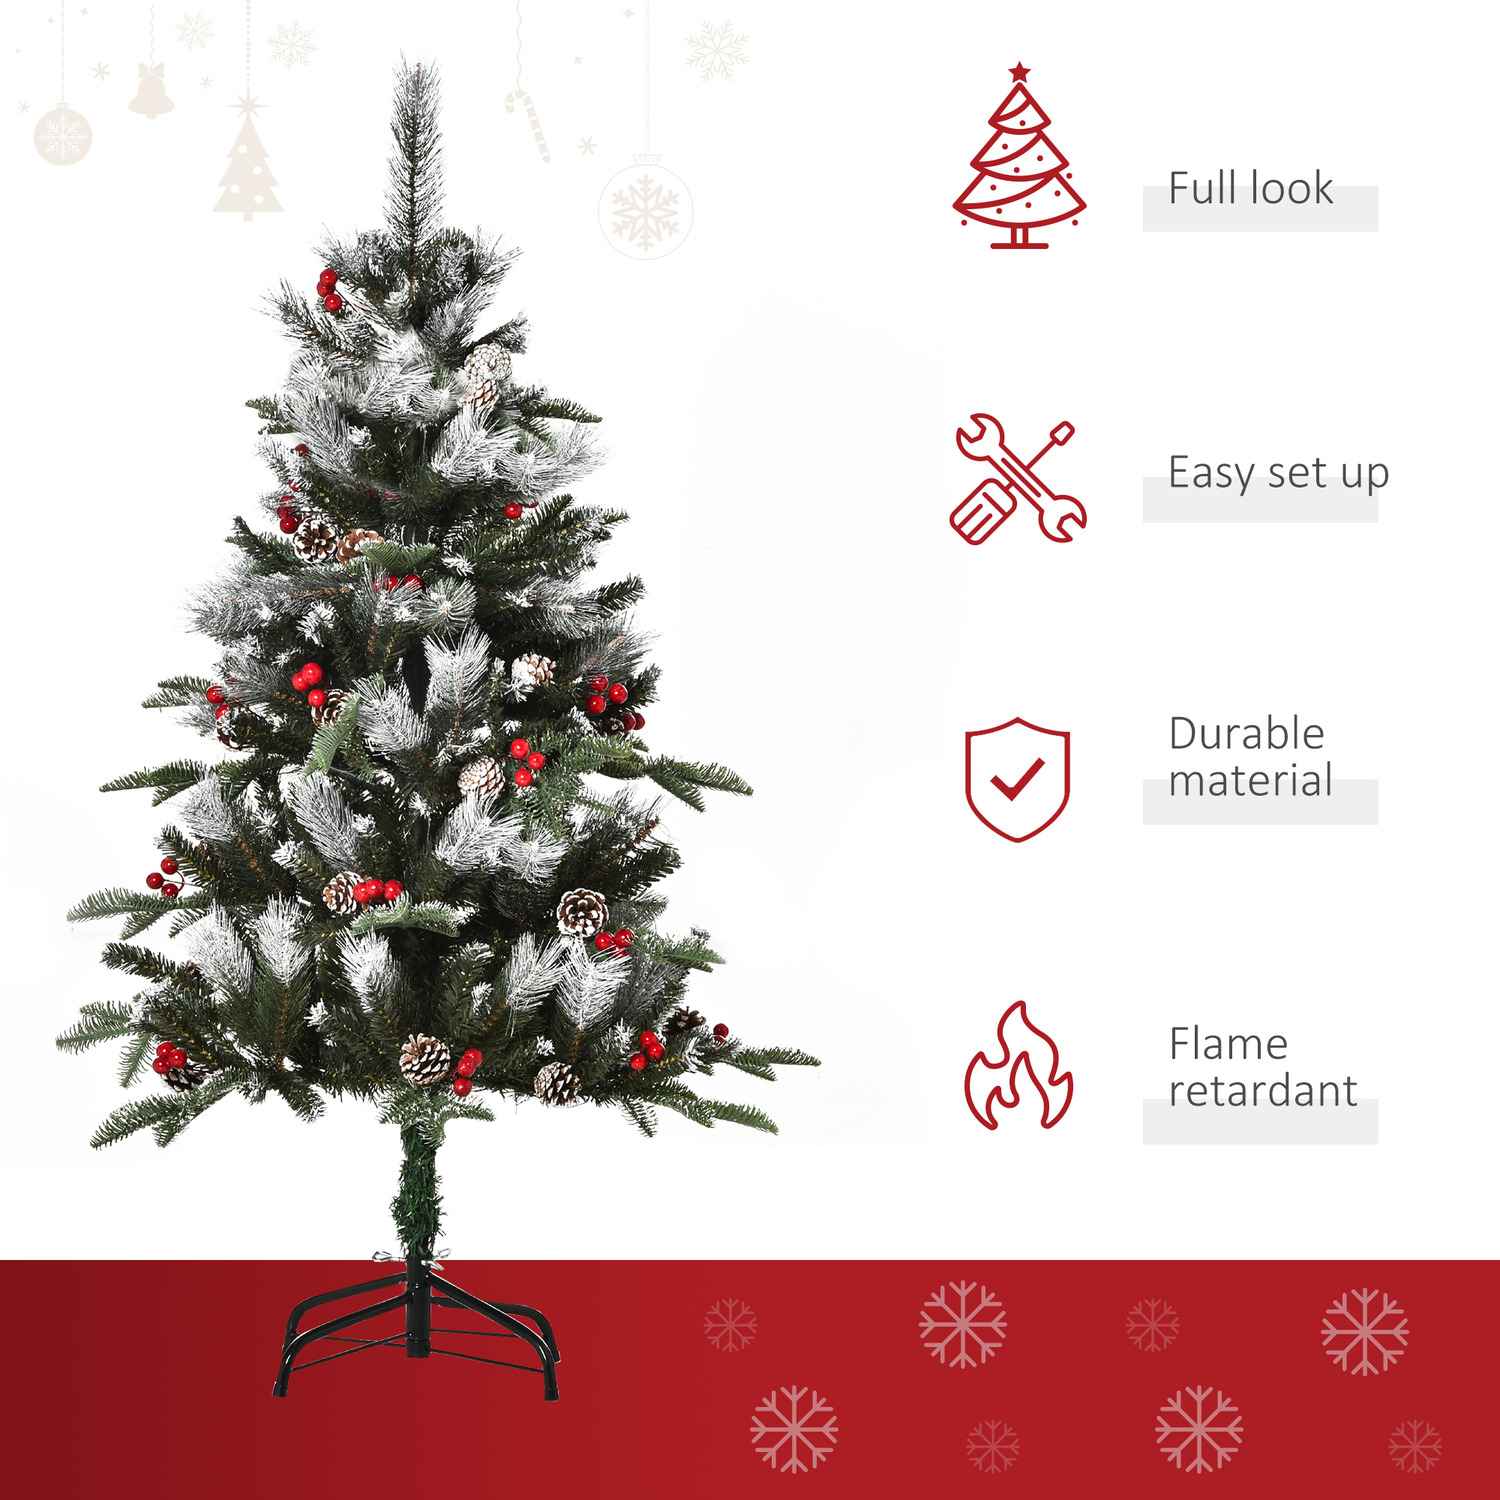 Full look
Easy set up
Durable
material
Flame
retardant